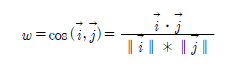 w = cos(i⃗, j⃗) = (i⃗ · j⃗) / (‖ i⃗ ‖ * ‖ j⃗ ‖)